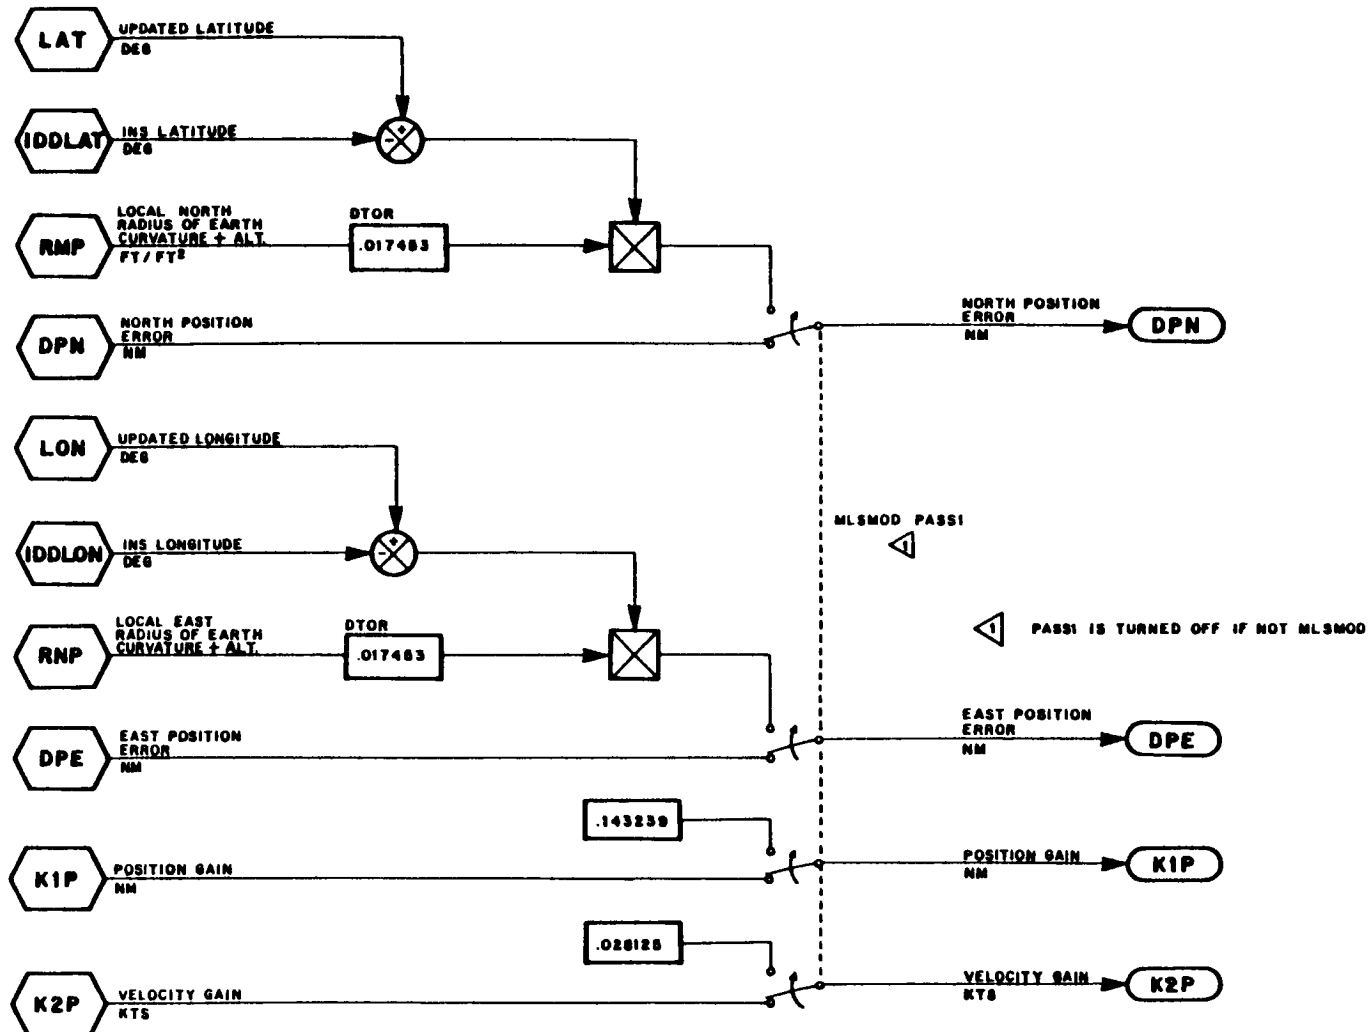 LAT
UPDATED LATITUDE
DEG
IDDLAT
INS LATITUDE
DEG
+
-
RMP
LOCAL NORTH
RADIUS OF EARTH
CURVATURE + ALT.
FT/FT²
DTOR
.017453
DPN
NORTH POSITION
ERROR
NM
NORTH POSITION
ERROR
NM
DPN
LON
UPDATED LONGITUDE
DEG
IDDLON
INS LONGITUDE
DEG
+
-
MLSMOD PASS1
1
RNP
LOCAL EAST
RADIUS OF EARTH
CURVATURE + ALT.
DTOR
.017453
1 PASS1 IS TURNED OFF IF NOT MLSMOD
DPE
EAST POSITION
ERROR
NM
EAST POSITION
ERROR
NM
DPE
.143239
K1P
POSITION GAIN
NM
POSITION GAIN
NM
K1P
.028125
K2P
VELOCITY GAIN
KTS
VELOCITY GAIN
KTS
K2P